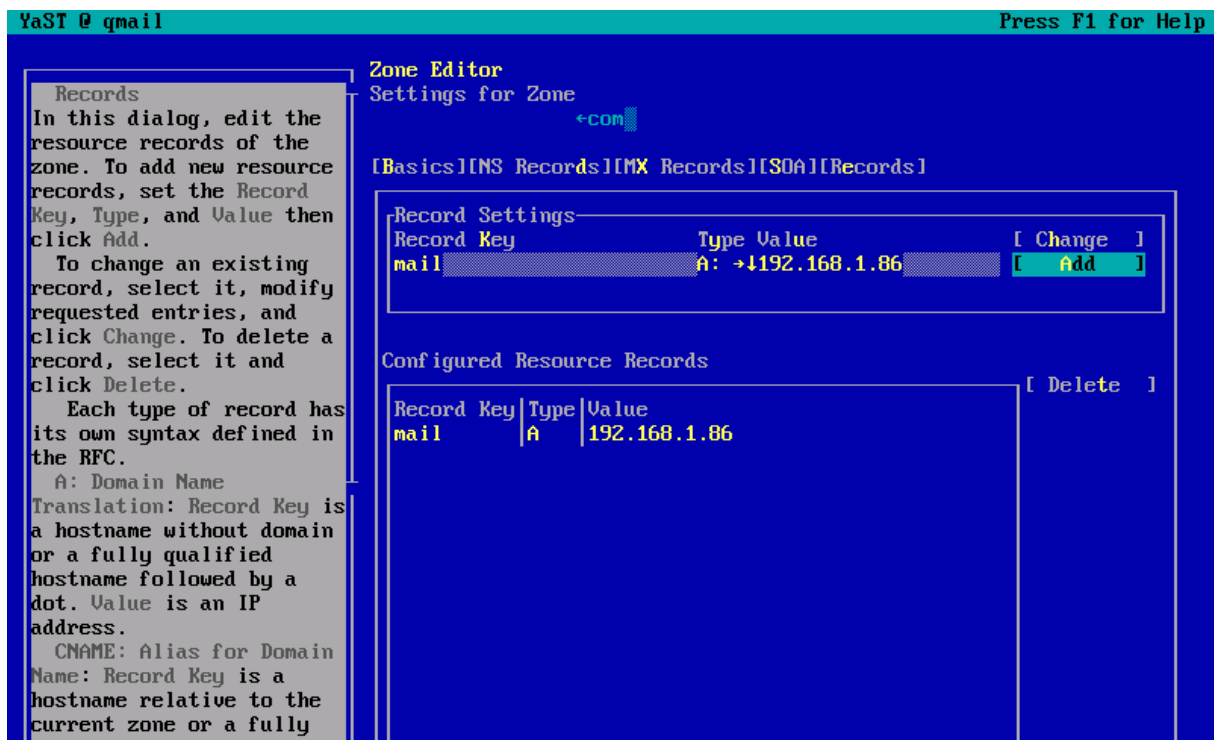 YaST @ qmail Press F1 for Help
Records
In this dialog, edit the
resource records of the
zone. To add new resource
records, set the Record
Key, Type, and Value then
click Add.
To change an existing
record, select it, modify
requested entries, and
click Change. To delete a
record, select it and
click Delete.
Each type of record has
its own syntax defined in
the RFC.
A: Domain Name
Translation: Record Key is
a hostname without domain
or a fully qualified
hostname followed by a
dot. Value is an IP
address.
CNAME: Alias for Domain
Name: Record Key is a
hostname relative to the
current zone or a fully
Zone Editor
Settings for Zone
←com
[Basics][NS Records][MX Records][SOA][Records]
Record Settings
Record Key Type Value [ Change ]
mail A: →↓192.168.1.86 [ Add ]
Configured Resource Records
[ Delete ]
Record Key|Type|Value
mail |A |192.168.1.86